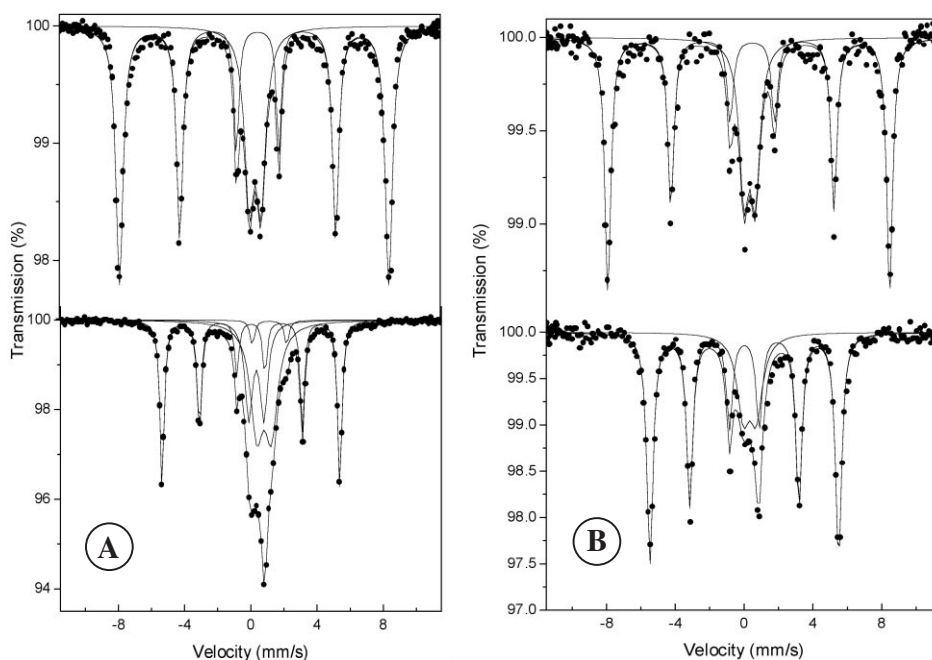 100
99
98
Transmission (%)
100
98
96
94
A
-8 -4 0 4 8
Velocity (mm/s)
100.0
99.5
99.0
Transmission (%)
100.0
99.5
99.0
98.5
98.0
97.5
97.0
B
-8 -4 0 4 8
Velocity (mm/s)